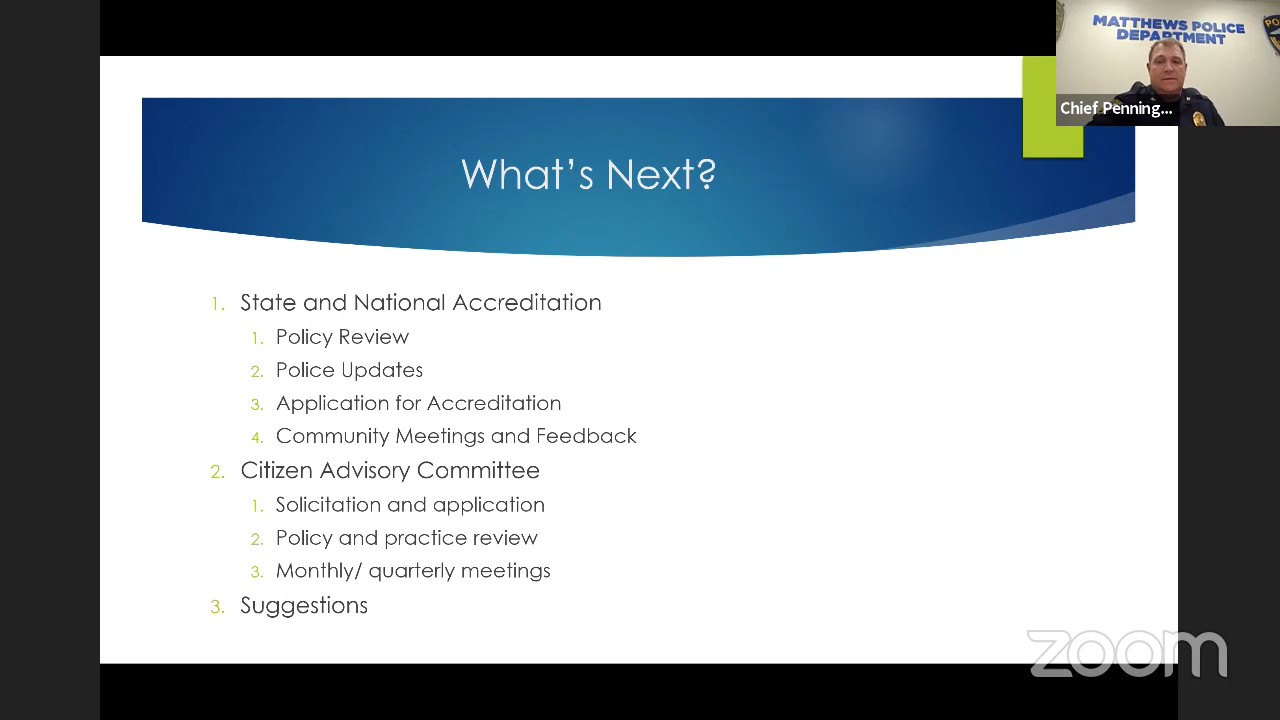 MATTHEWS POLICE
DEPARTMENT
PO
Chief Penning...
What's Next?
1. State and National Accreditation
1. Policy Review
2. Police Updates
3. Application for Accreditation
4. Community Meetings and Feedback
2. Citizen Advisory Committee
1. Solicitation and application
2. Policy and practice review
3. Monthly/ quarterly meetings
3. Suggestions
zoom